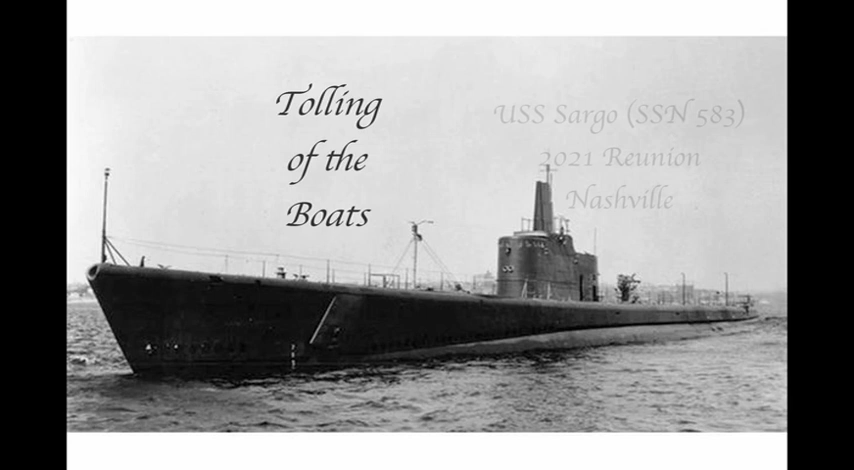 Tolling
of the
Boats
USS Sargo (SSN 583)
2021 Reunion
Nashville